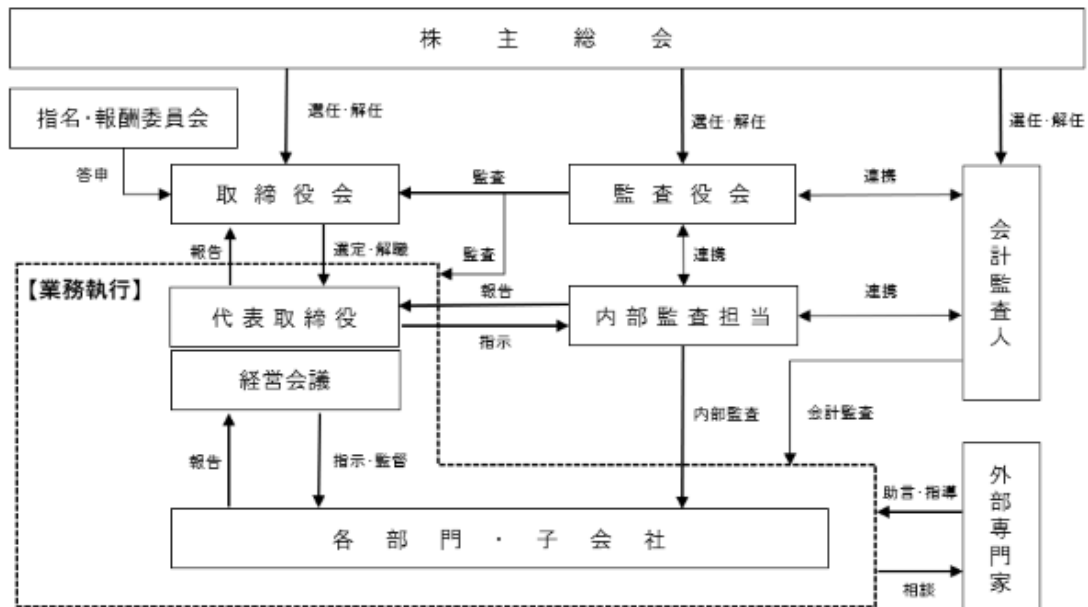 株主総会
選任・解任
選任・解任
選任・解任
指名・報酬委員会
答申
取締役会
監査
監査役会
連携
会計監査人
報告
選定・解職
監査
連携
【業務執行】
代表取締役
報告
指示
内部監査担当
連携
経営会議
内部監査
会計監査
報告
指示・監督
各部門・子会社
助言・指導
外部専門家
相談